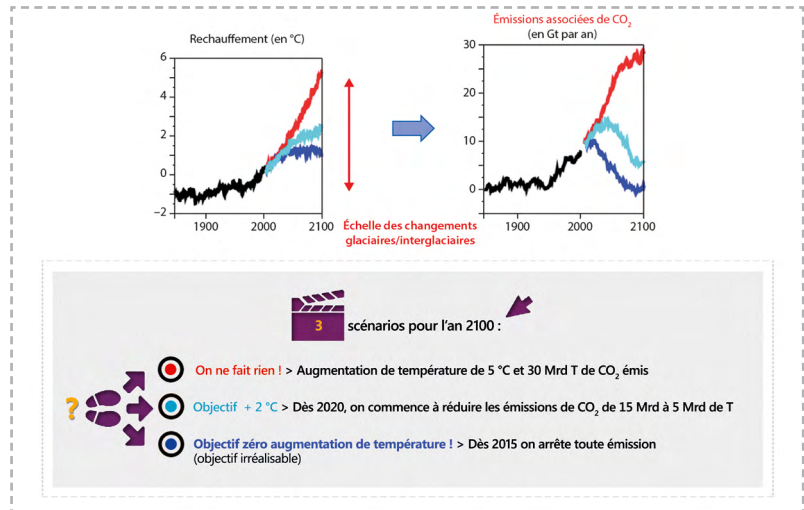 Émissions associées de CO₂
(en Gt par an)
Rechauffement (en °C)
6
4
2
0
−2
1900
2000
2100
30
20
10
0
1900
2000
2100
Échelle des changements
glaciaires/interglaciaires
3 scénarios pour l'an 2100 :
?
On ne fait rien ! > Augmentation de température de 5 °C et 30 Mrd T de CO₂ émis
Objectif + 2 °C > Dès 2020, on commence à réduire les émissions de CO₂ de 15 Mrd à 5 Mrd de T
Objectif zéro augmentation de température ! > Dès 2015 on arrête toute émission
(objectif irréalisable)